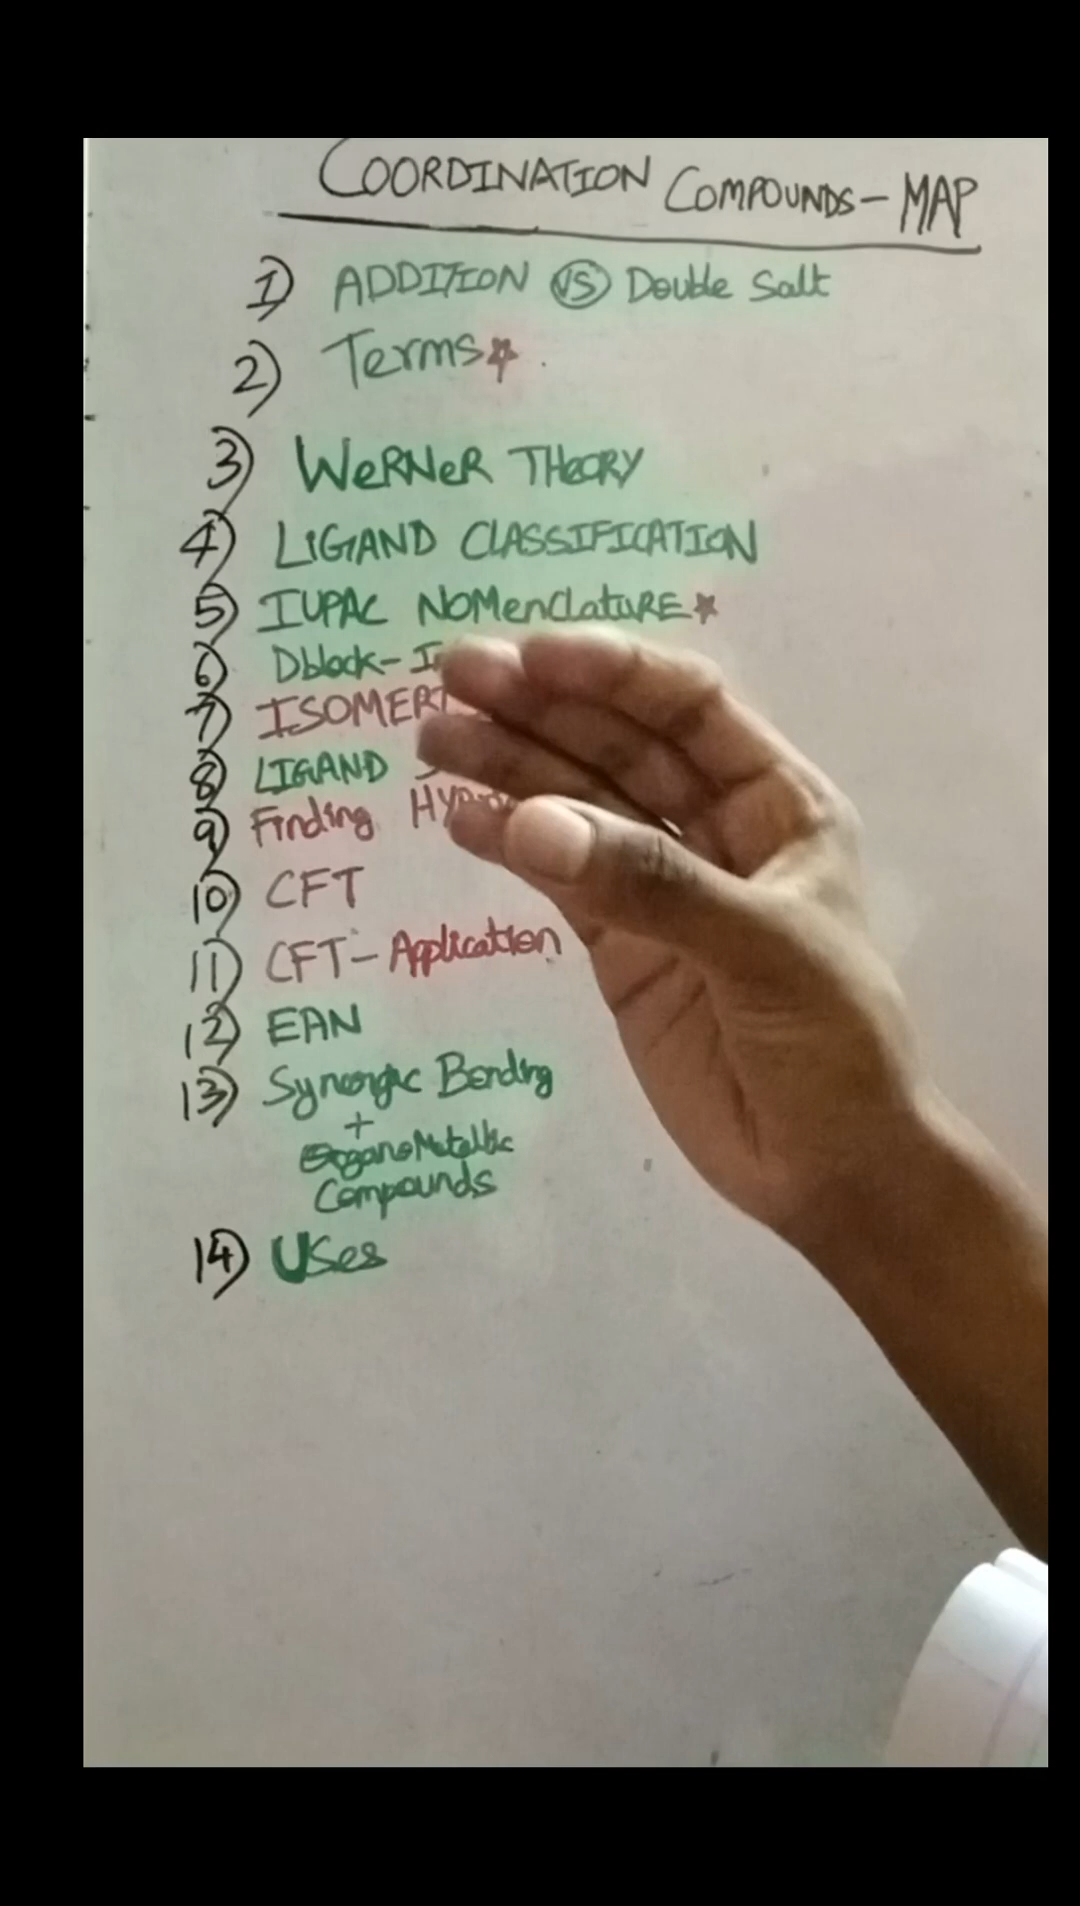 COORDINATION COMPOUNDS - MAP
1) ADDITION VS Double Salt
2) Terms
3) WERNER THEORY
4) LIGAND CLASSIFICATION
5) IUPAC NOMenclatuRE
6) Dblock-
7) 
8) LIGAND
9) Finding
10) CFT
11) CFT - Application
12) EAN
13) Synergic Bonding
+
OrganoMetallic
Compounds
14) Uses